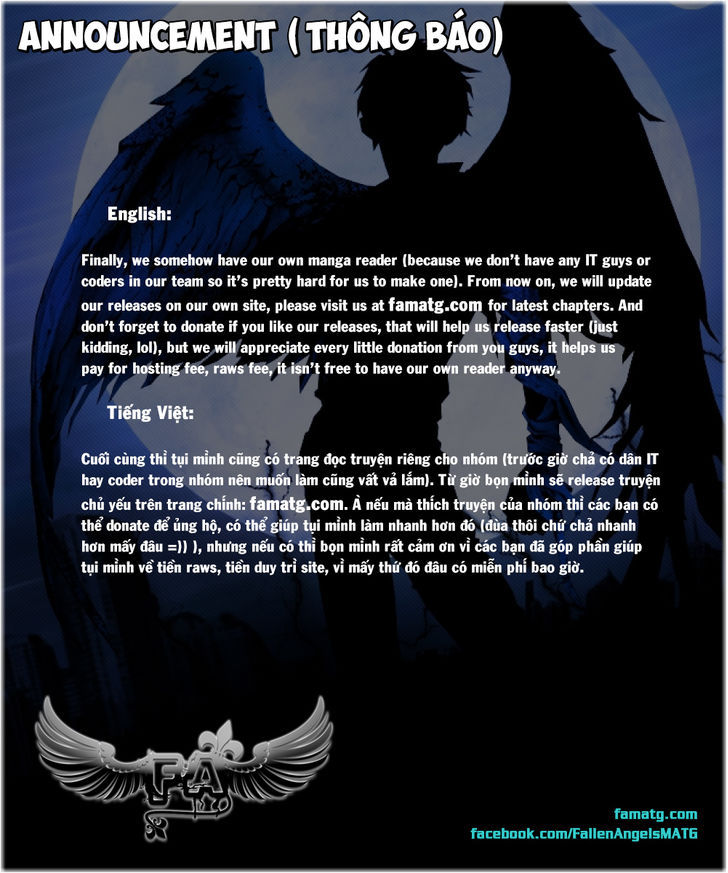 ANNOUNCEMENT ( THÔNG BÁO)
English:
Finally, we somehow have our own manga reader (because we don't have any IT guys or
coders in our team so it's pretty hard for us to make one). From now on, we will update
our releases on our own site, please visit us at famatg.com for latest chapters. And
don't forget to donate if you like our releases, that will help us release faster (just
kidding, lol), but we will appreciate every little donation from you guys, it helps us
pay for hosting fee, raws fee, it isn't free to have our own reader anyway.
Tiếng Việt:
Cuối cùng thì tụi mình cũng có trang đọc truyện riêng cho nhóm (trước giờ chả có dân IT
hay coder trong nhóm nên muốn làm cũng vất vả lắm). Từ giờ bọn mình sẽ release truyện
chủ yếu trên trang chính: famatg.com. À nếu mà thích truyện của nhóm thì các bạn có
thể donate để ủng hộ, có thể giúp tụi mình làm nhanh hơn đó (đùa thôi chứ chả nhanh
hơn mấy đâu =)) ), nhưng nếu có thì bọn mình rất cảm ơn vì các bạn đã góp phần giúp
tụi mình về tiền raws, tiền duy trì site, vì mấy thứ đó đâu có miễn phí bao giờ.
FA
famatg.com
facebook.com/FallenAngelsMATG